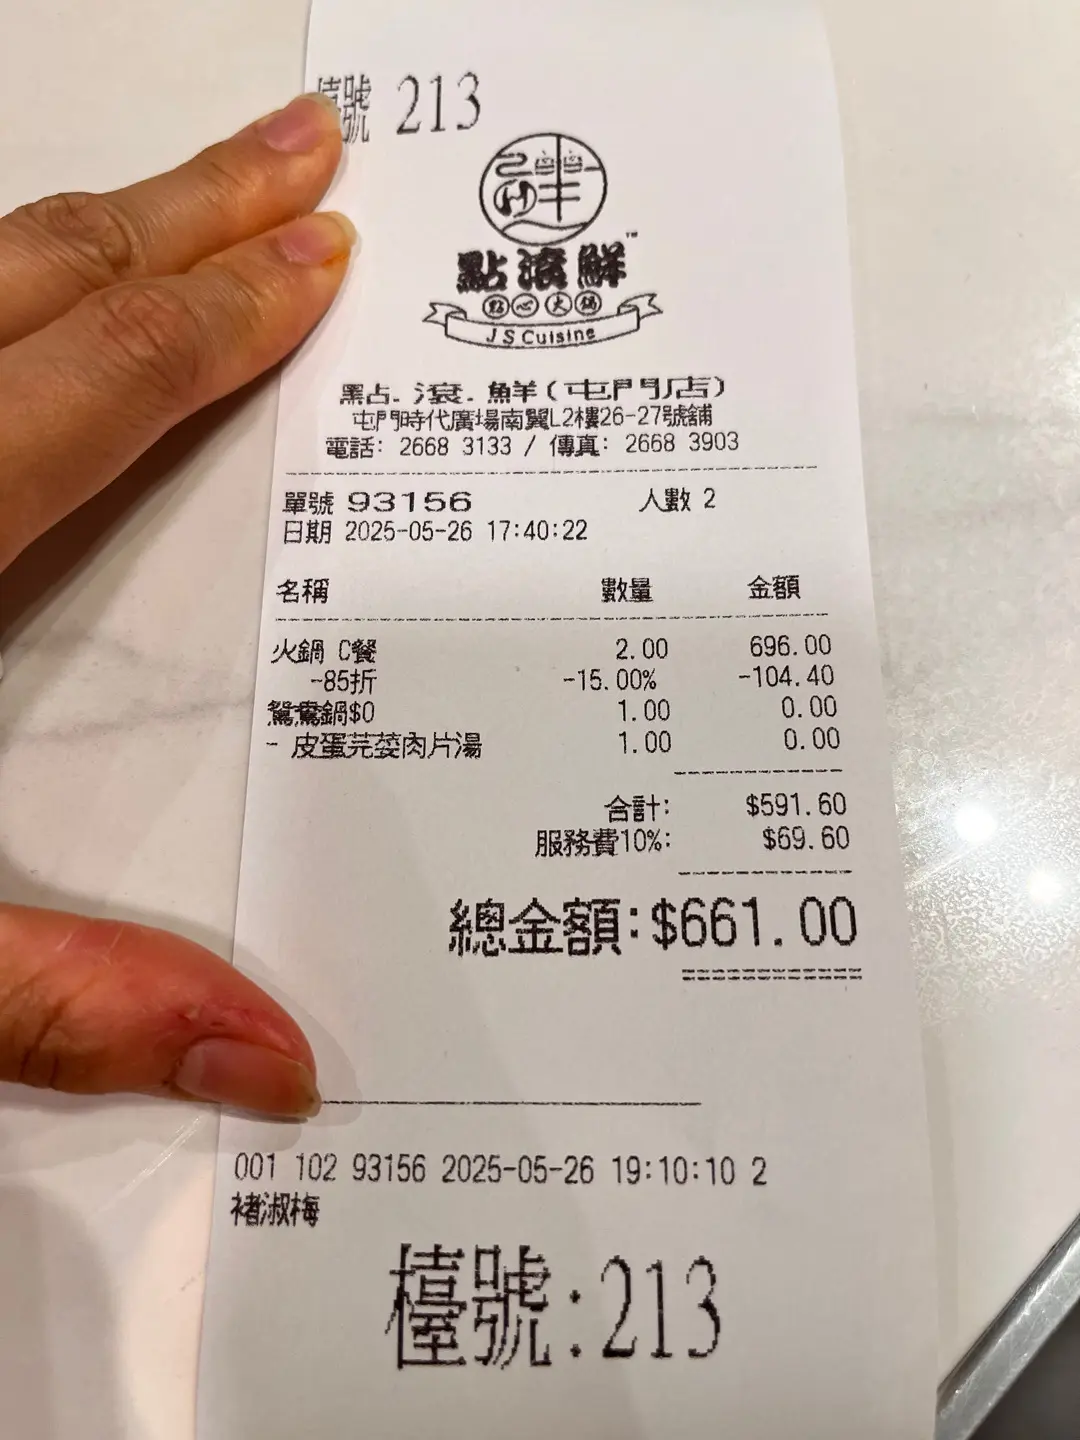 檯號 213
點滾鮮™
點心火鍋
J S Cuisine
點.滾.鮮(屯門店)
屯門時代廣場南翼L2樓26-27號舖
電話: 2668 3133 / 傳真: 2668 3903
單號 93156 人數 2
日期 2025-05-26 17:40:22
名稱 數量 金額
火鍋 C餐 2.00 696.00
-85折 -15.00% -104.40
鴛鴦鍋$0 1.00 0.00
- 皮蛋芫荽肉片湯 1.00 0.00
合計: $591.60
服務費10%: $69.60
總金額:$661.00
001 102 93156 2025-05-26 19:10:10 2
褚淑梅
檯號:213